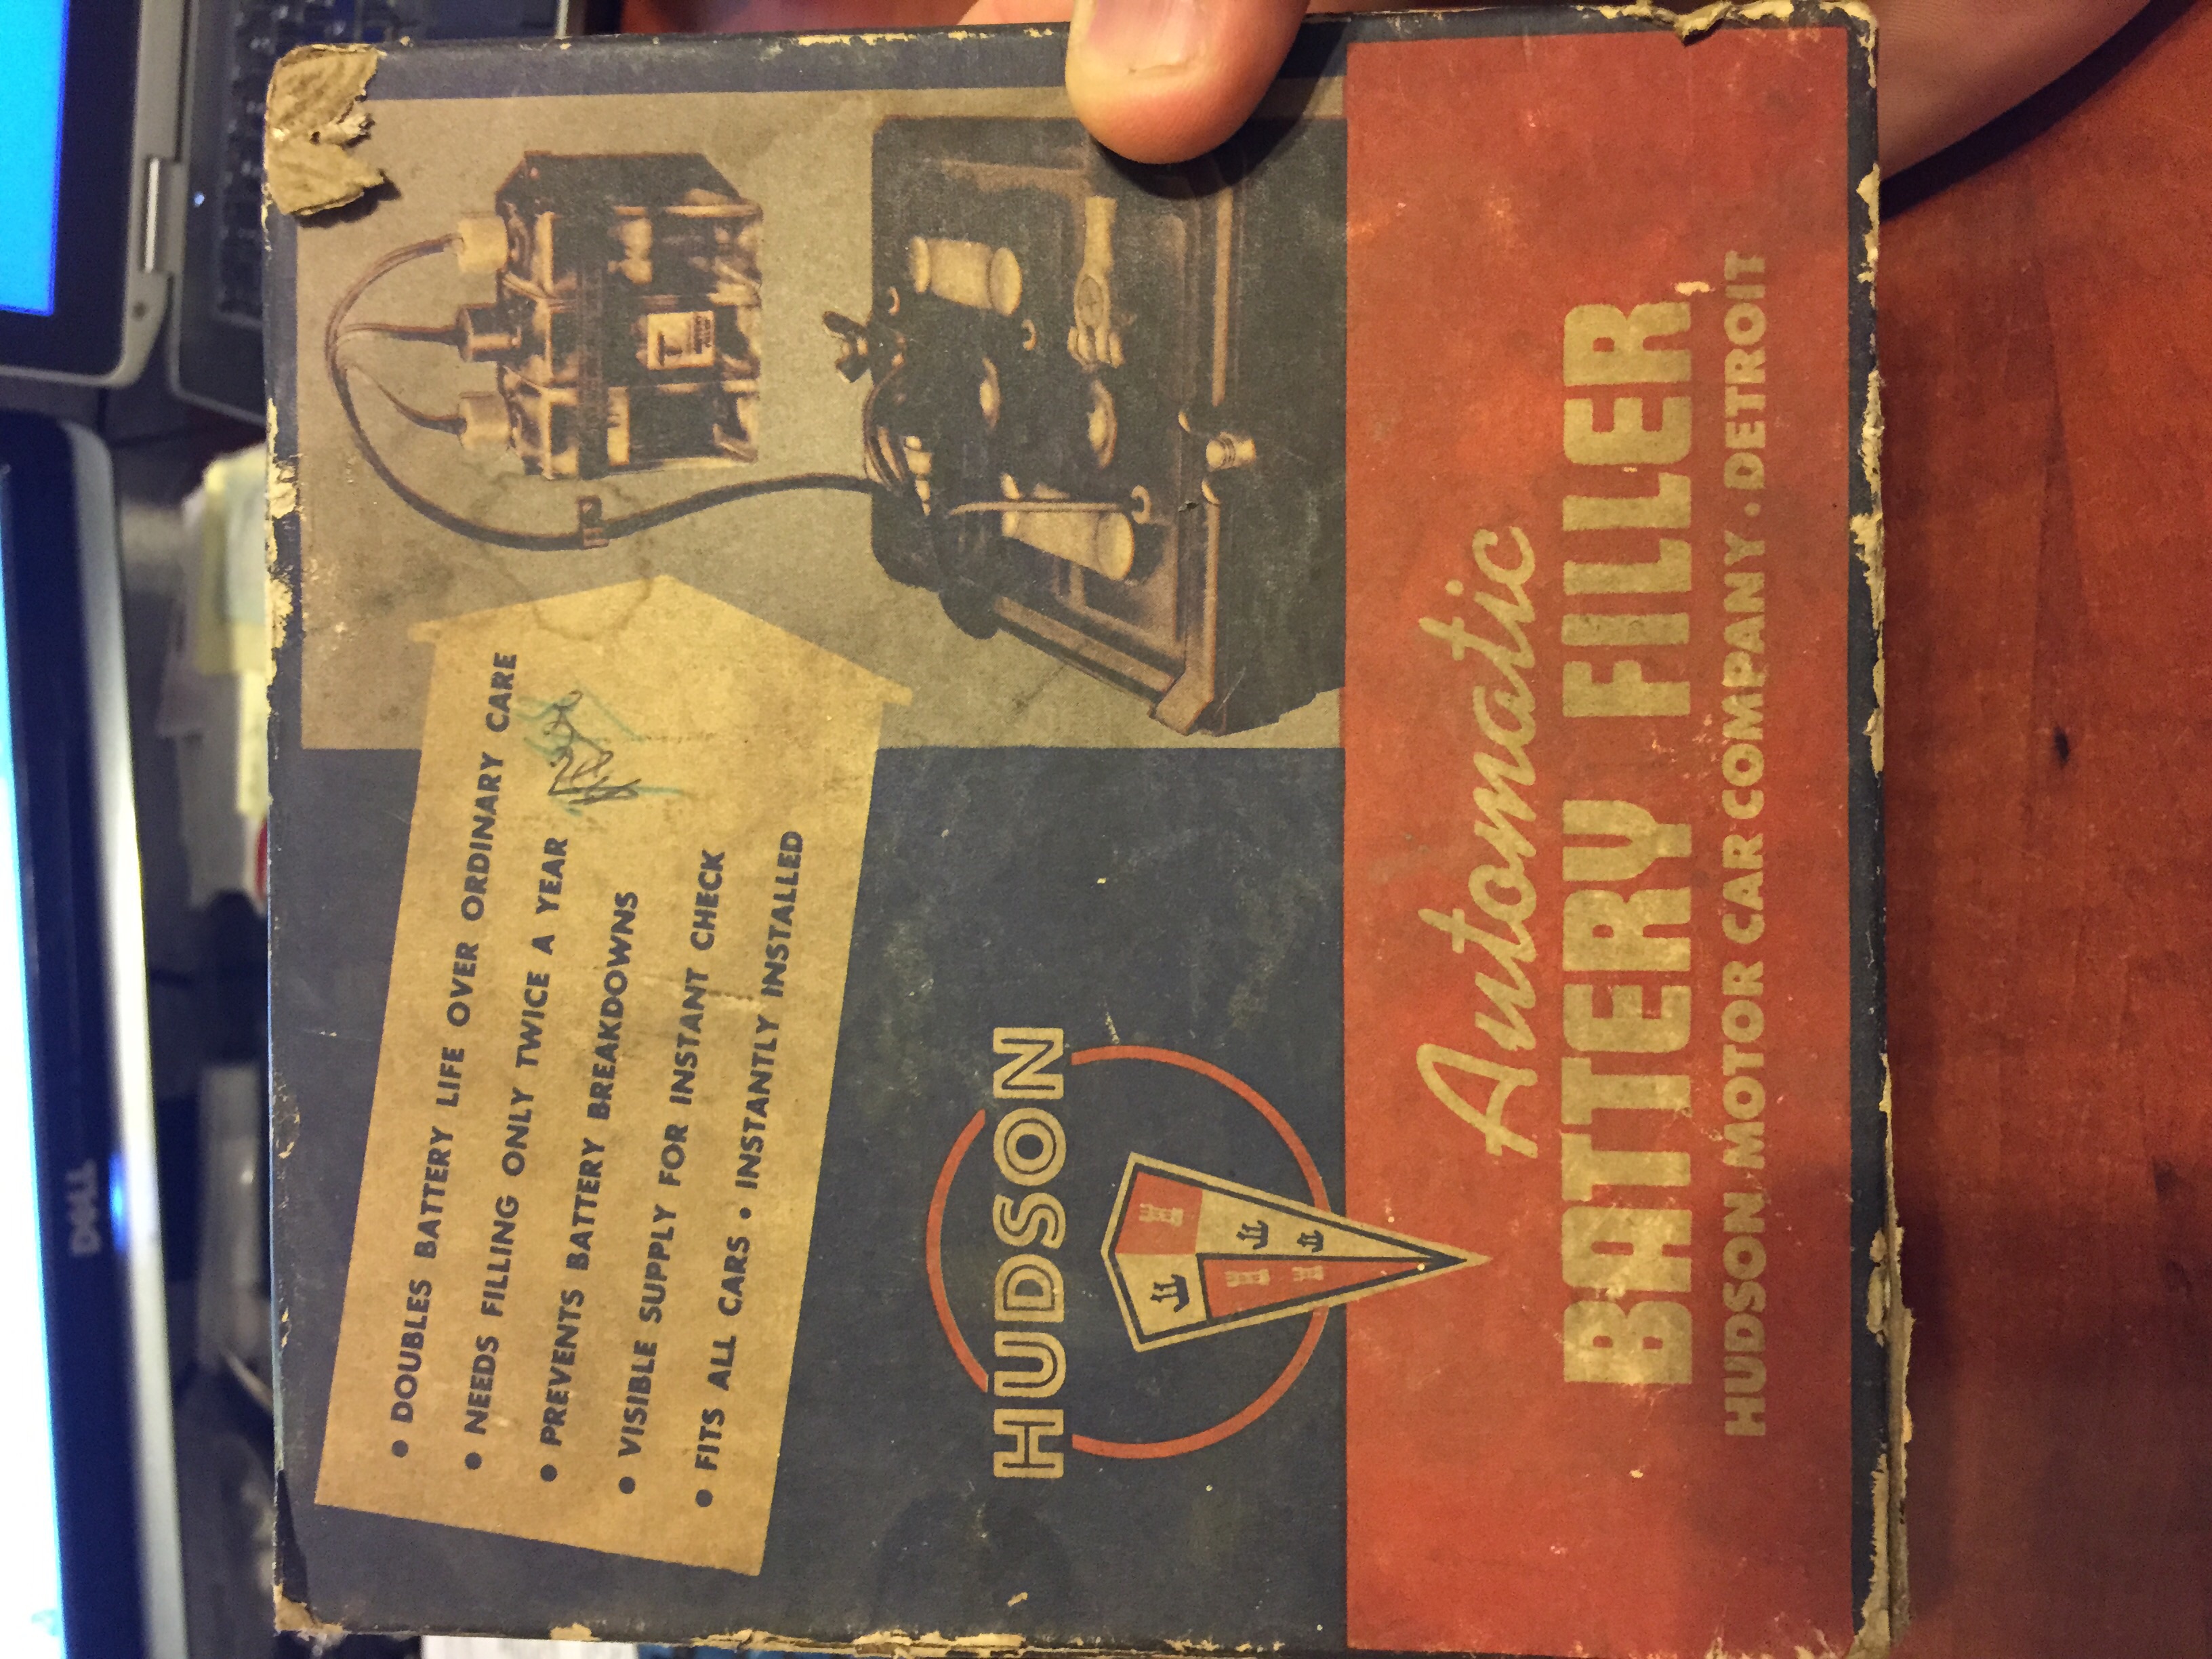 • DOUBLES BATTERY LIFE OVER ORDINARY CARE
• NEEDS FILLING ONLY TWICE A YEAR
• PREVENTS BATTERY BREAKDOWNS
• VISIBLE SUPPLY FOR INSTANT CHECK
• FITS ALL CARS • INSTANTLY INSTALLED
HUDSON
Automatic
BATTERY FILLER
HUDSON MOTOR CAR COMPANY • DETROIT
DELL